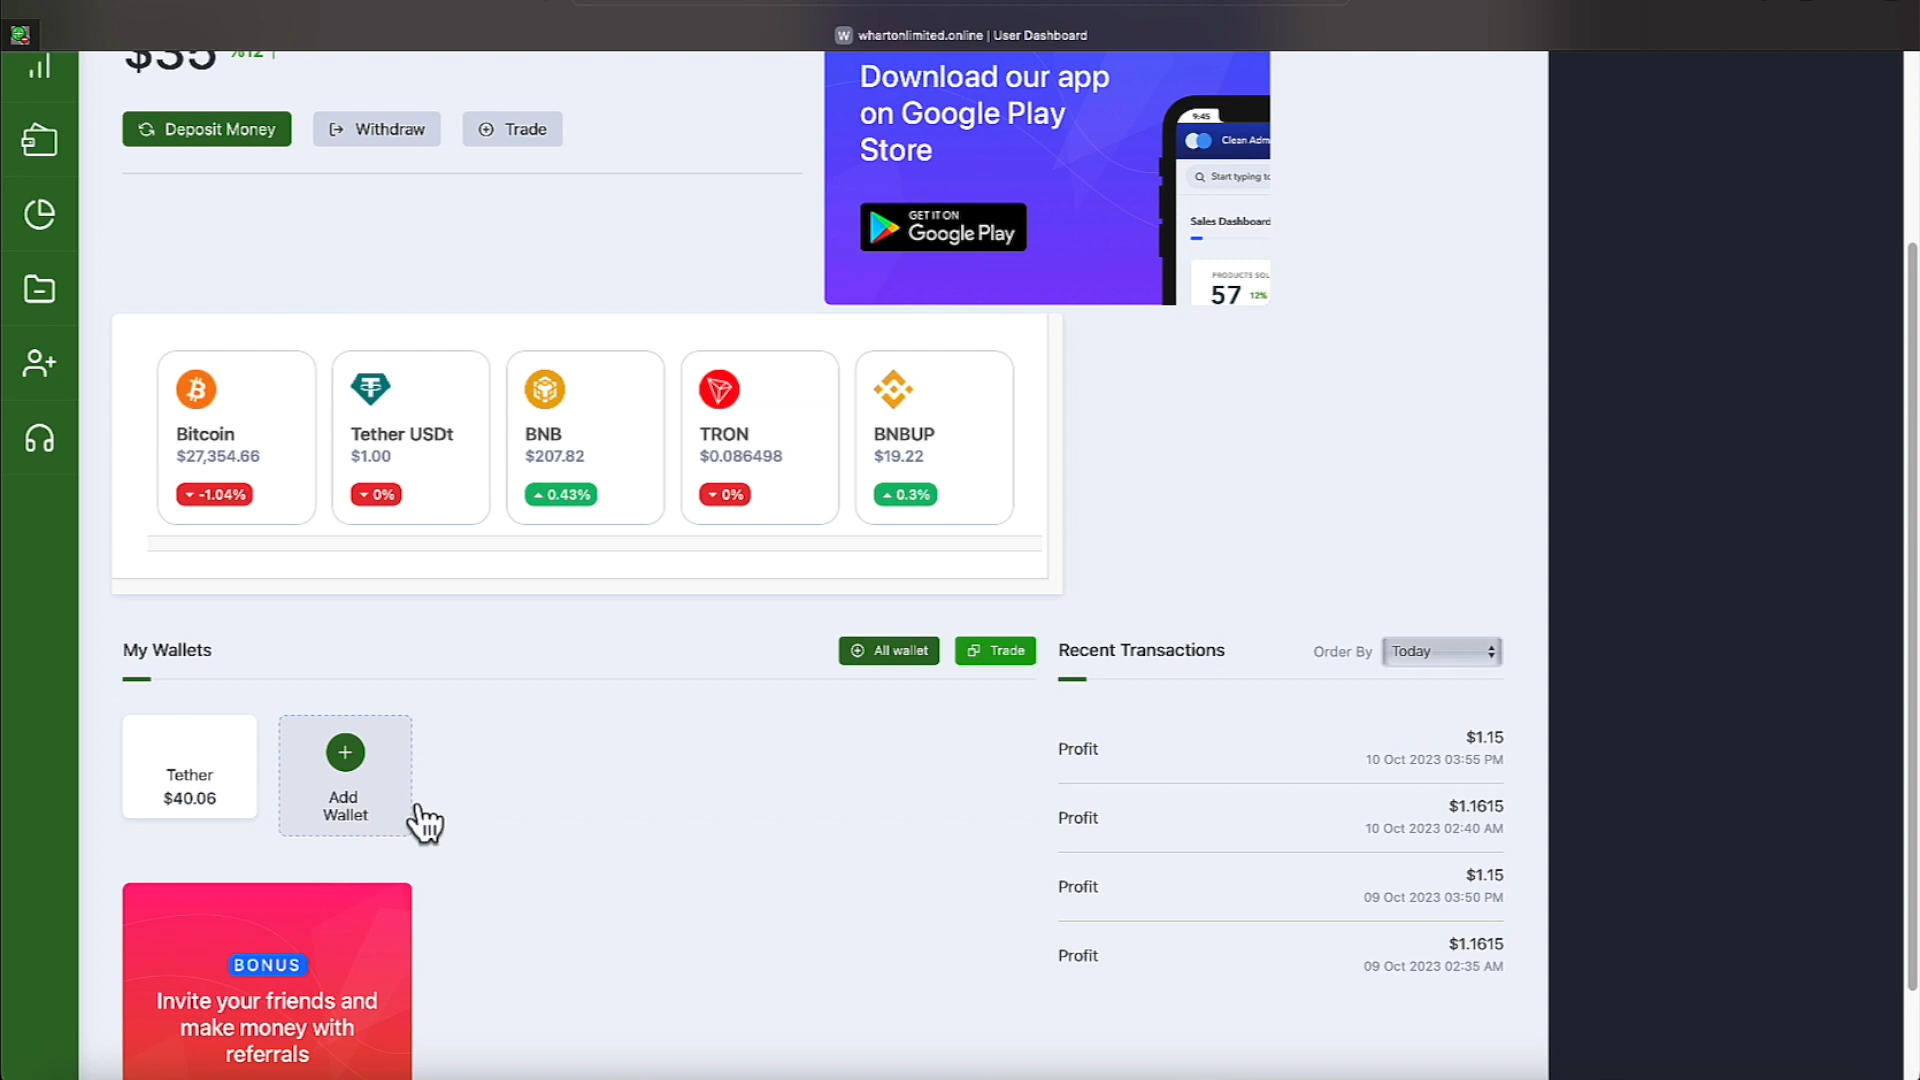 W whartonlimited.online | User Dashboard
$35 %12
Deposit Money
Withdraw
Trade
Download our app
on Google Play
Store
GET IT ON
Google Play
9:45
Start typing
Sales Dashboard
57 12%
Bitcoin
$27,354.66
-1.04%
Tether USDt
$1.00
0%
BNB
$207.82
0.43%
TRON
$0.086498
0%
BNBUP
$19.22
0.3%
My Wallets
All wallet
Trade
Tether
$40.06
+
Add
Wallet
BONUS
Invite your friends and
make money with
referrals
Recent Transactions
Order By Today
Profit
$1.15
10 Oct 2023 03:55 PM
Profit
$1.1615
10 Oct 2023 02:40 AM
Profit
$1.15
09 Oct 2023 03:50 PM
Profit
$1.1615
09 Oct 2023 02:35 AM